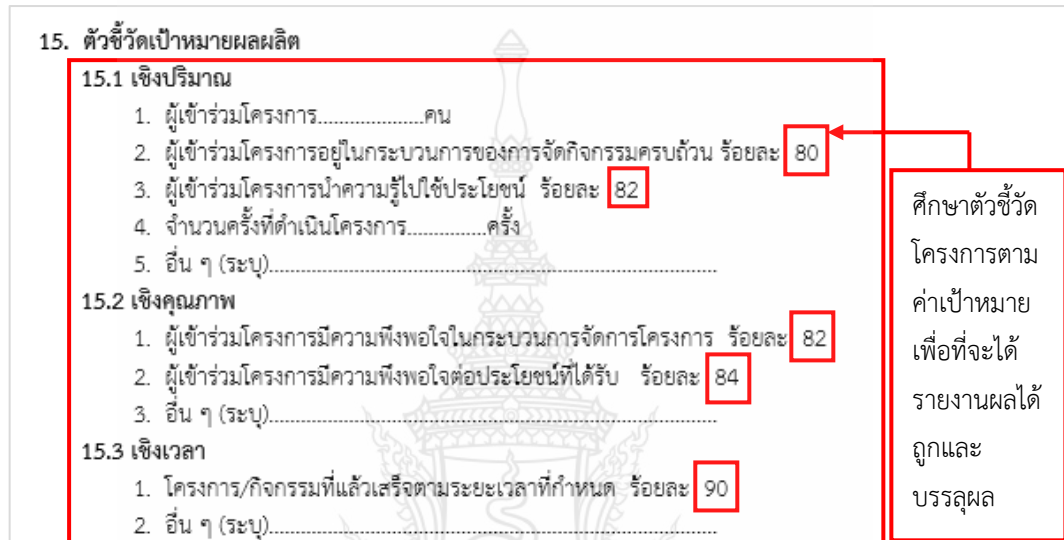 15. ตัวชี้วัดเป้าหมายผลผลิต
15.1 เชิงปริมาณ
1. ผู้เข้าร่วมโครงการ.....................คน
2. ผู้เข้าร่วมโครงการอยู่ในกระบวนการของการจัดกิจกรรมครบถ้วน ร้อยละ 80
3. ผู้เข้าร่วมโครงการนำความรู้ไปใช้ประโยชน์ ร้อยละ 82
4. จำนวนครั้งที่ดำเนินโครงการ................ครั้ง
5. อื่น ๆ (ระบุ)..........................................................................................
15.2 เชิงคุณภาพ
1. ผู้เข้าร่วมโครงการมีความพึงพอใจในกระบวนการจัดการโครงการ ร้อยละ 82
2. ผู้เข้าร่วมโครงการมีความพึงพอใจต่อประโยชน์ที่ได้รับ ร้อยละ 84
3. อื่น ๆ (ระบุ)..........................................................................................
15.3 เชิงเวลา
1. โครงการ/กิจกรรมที่แล้วเสร็จตามระยะเวลาที่กำหนด ร้อยละ 90
2. อื่น ๆ (ระบุ)..........................................................................................
ศึกษาตัวชี้วัด
โครงการตาม
ค่าเป้าหมาย
เพื่อที่จะได้
รายงานผลได้
ถูกและ
บรรลุผล